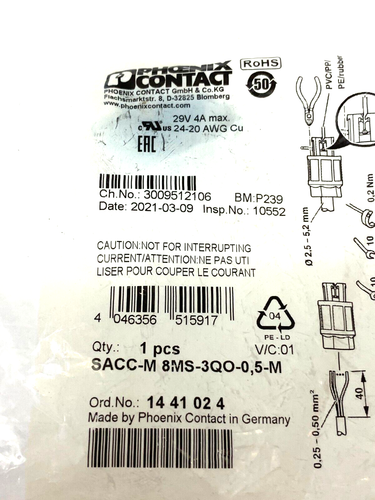 PHOENIX
CONTACT
PHOENIX CONTACT GmbH & Co.KG
Flachsmarktstr. 8, D-32825 Blomberg
www.phoenixcontact.com
RoHS
50
29V 4A max.
24-20 AWG Cu
c RU us
EAC
Ch.No.: 3009512106 BM:P239
Date: 2021-03-09 Insp.No.: 10552
CAUTION:NOT FOR INTERRUPTING
CURRENT/ATTENTION:NE PAS UTI
LISER POUR COUPER LE COURANT
4 046356 515917
04
PE-LD
Qty.: 1 pcs V/C:01
SACC-M 8MS-3QO-0,5-M
Ord.No.: 14 41 02 4
Made by Phoenix Contact in Germany
PVC/PP/
PE/rubber
0,2 Nm
Ø 2,5 - 5,2 mm
10
10
40
0,25 - 0,50 mm²